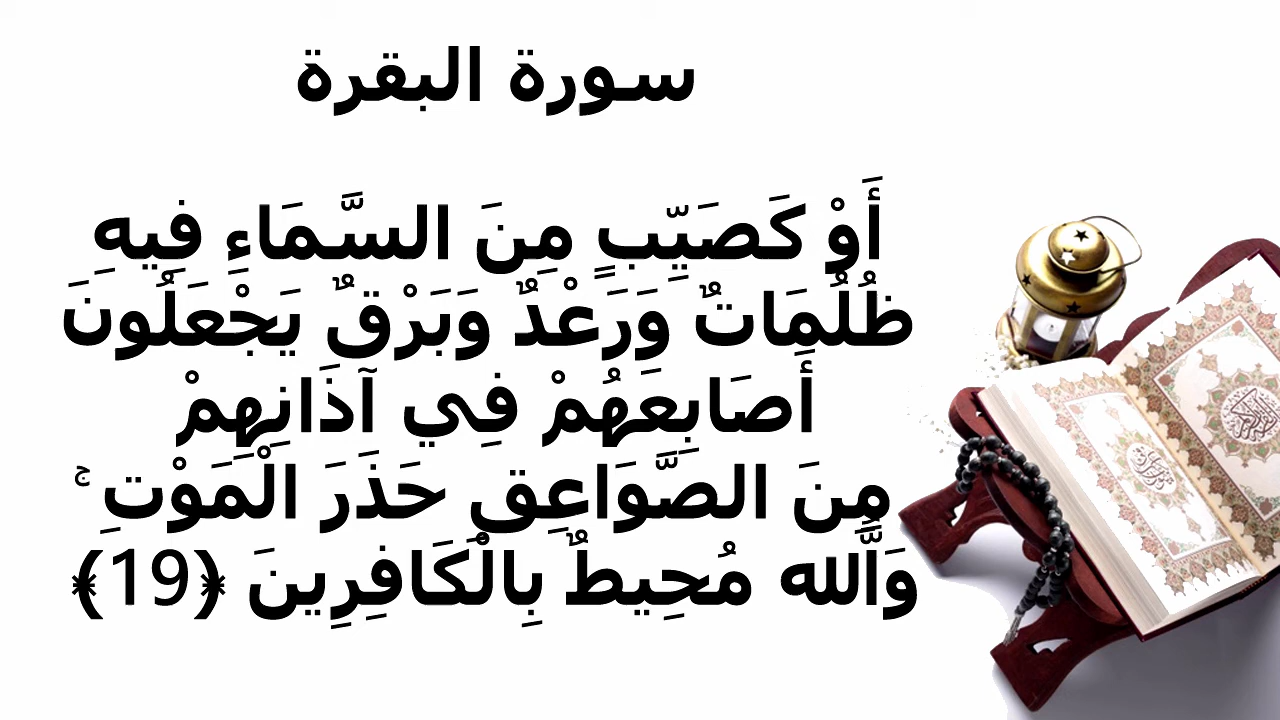 سورة البقرة
أَوْ كَصَيِّبٍ مِنَ السَّمَاءِ فِيهِ
ظُلُمَاتٌ وَرَعْدٌ وَبَرْقٌ يَجْعَلُونَ
أَصَابِعَهُمْ فِي آذَانِهِمْ
مِنَ الصَّوَاعِقِ حَذَرَ الْمَوْتِ ۚ
وَاللَّهُ مُحِيطٌ بِالْكَافِرِينَ ﴿19﴾